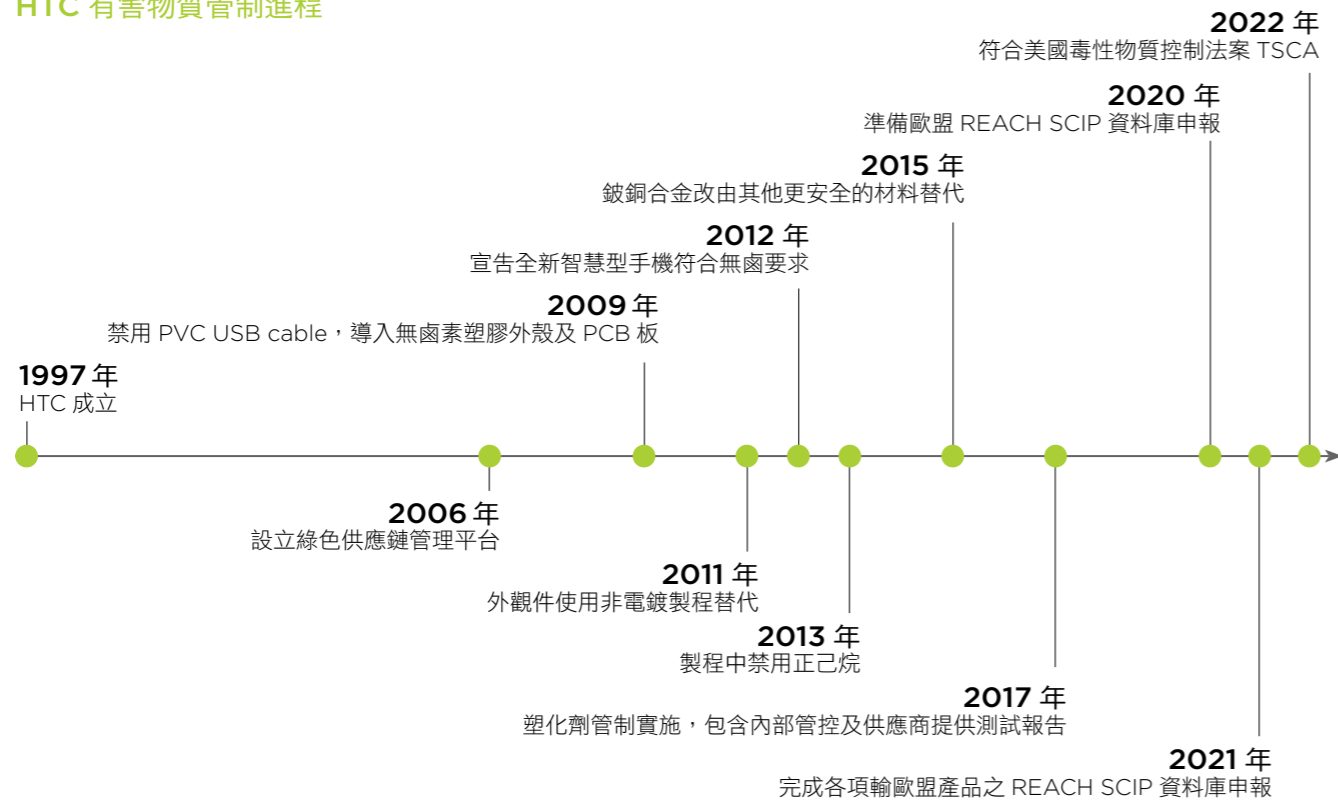 HTC 有害物質管制進程
2022 年
符合美國毒性物質控制法案 TSCA
2020 年
準備歐盟 REACH SCIP 資料庫申報
2015 年
鈹銅合金改由其他更安全的材料替代
2012 年
宣告全新智慧型手機符合無鹵要求
2009 年
禁用 PVC USB cable，導入無鹵素塑膠外殼及 PCB 板
1997 年
HTC 成立
2006 年
設立綠色供應鏈管理平台
2011 年
外觀件使用非電鍍製程替代
2013 年
製程中禁用正己烷
2017 年
塑化劑管制實施，包含內部管控及供應商提供測試報告
2021 年
完成各項輸歐盟產品之 REACH SCIP 資料庫申報